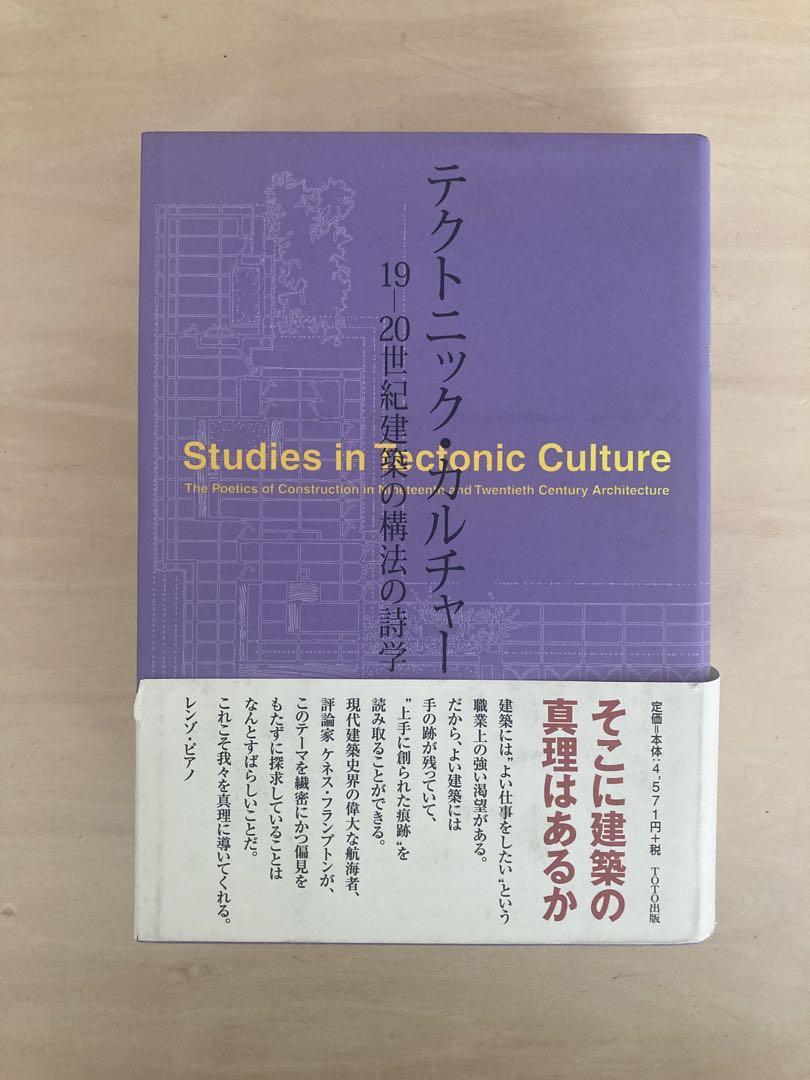 テクトニック・カルチャー
19–20世紀建築の構法の詩学
Studies in Tectonic Culture
The Poetics of Construction in Nineteenth and Twentieth Century Architecture
定価=本体:4,571円+税 TOTO出版
そこに建築の
真理はあるか
建築には"よい仕事をしたい"という
職業上の強い渇望がある。
だから、よい建築には
手の跡が残っていて、
"上手に創られた痕跡"を
読み取ることができる。
現代建築史界の偉大な航海者、
評論家 ケネス・フランプトンが、
このテーマを緻密にかつ偏見を
もたずに探求していることは
なんとすばらしいことだ。
これこそ我々を真理に導いてくれる。
レンゾ・ピアノ